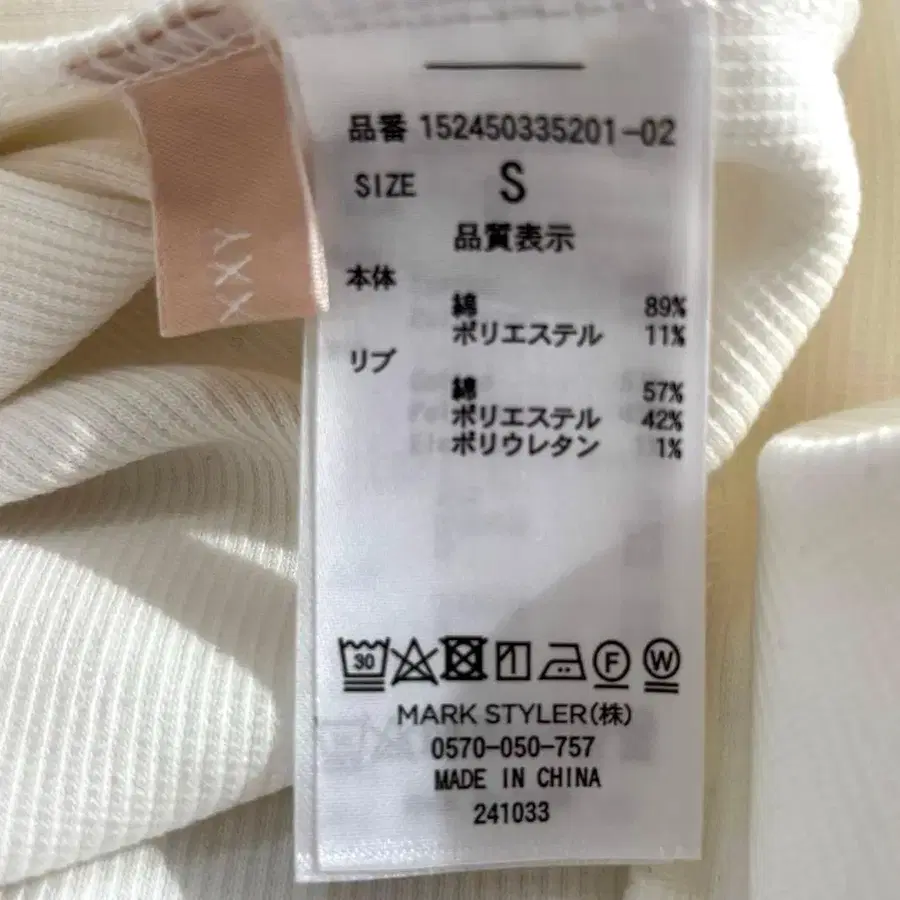 品番 152450335201-02
SIZE S
品質表示
本体
綿 89%
ポリエステル 11%
リブ
綿 57%
ポリエステル 42%
ポリウレタン 1%
30 F W
MARK STYLER(株)
0570-050-757
MADE IN CHINA
241033